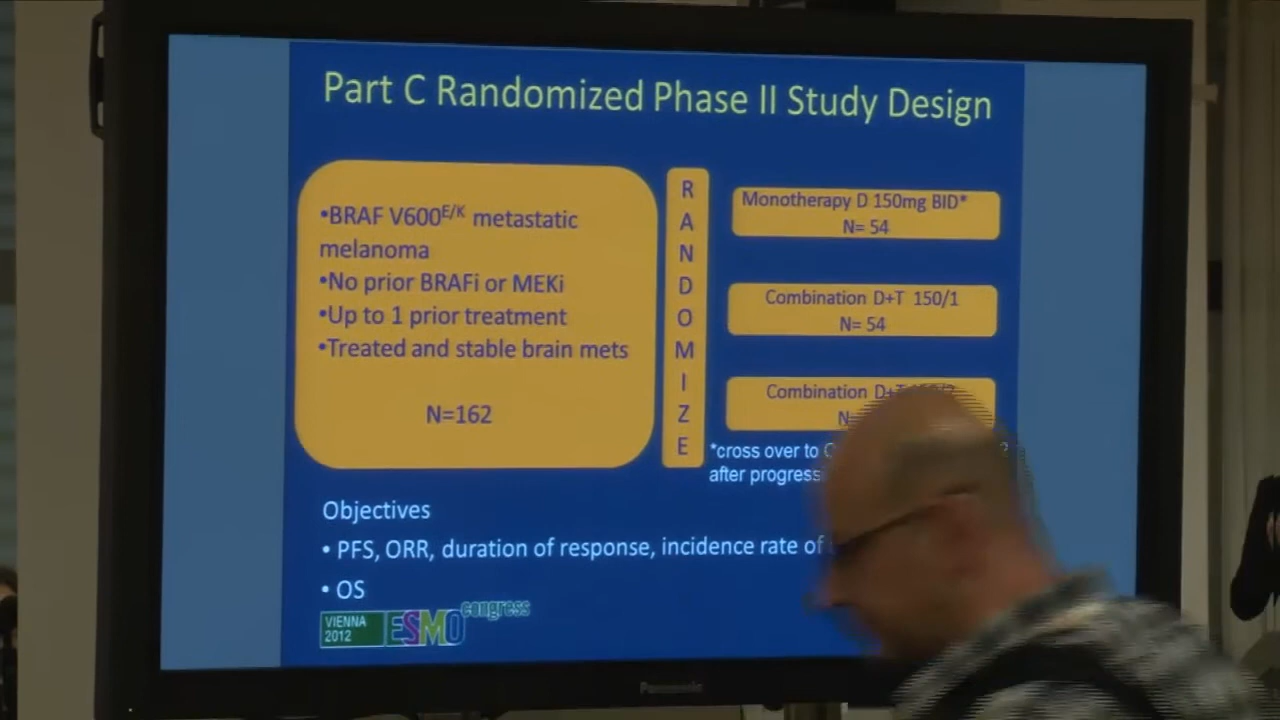 Part C Randomized Phase II Study Design
•BRAF V600E/K metastatic
melanoma
•No prior BRAFi or MEKi
•Up to 1 prior treatment
•Treated and stable brain mets
N=162
R
A
N
D
O
M
I
Z
E
Monotherapy D 150mg BID*
N= 54
Combination D+T 150/1
N= 54
Combination
*cross over to
after
Objectives
• PFS, ORR, duration of response, incidence rate of
• OS
VIENNA
2012
ESMO
congress
Panasonic